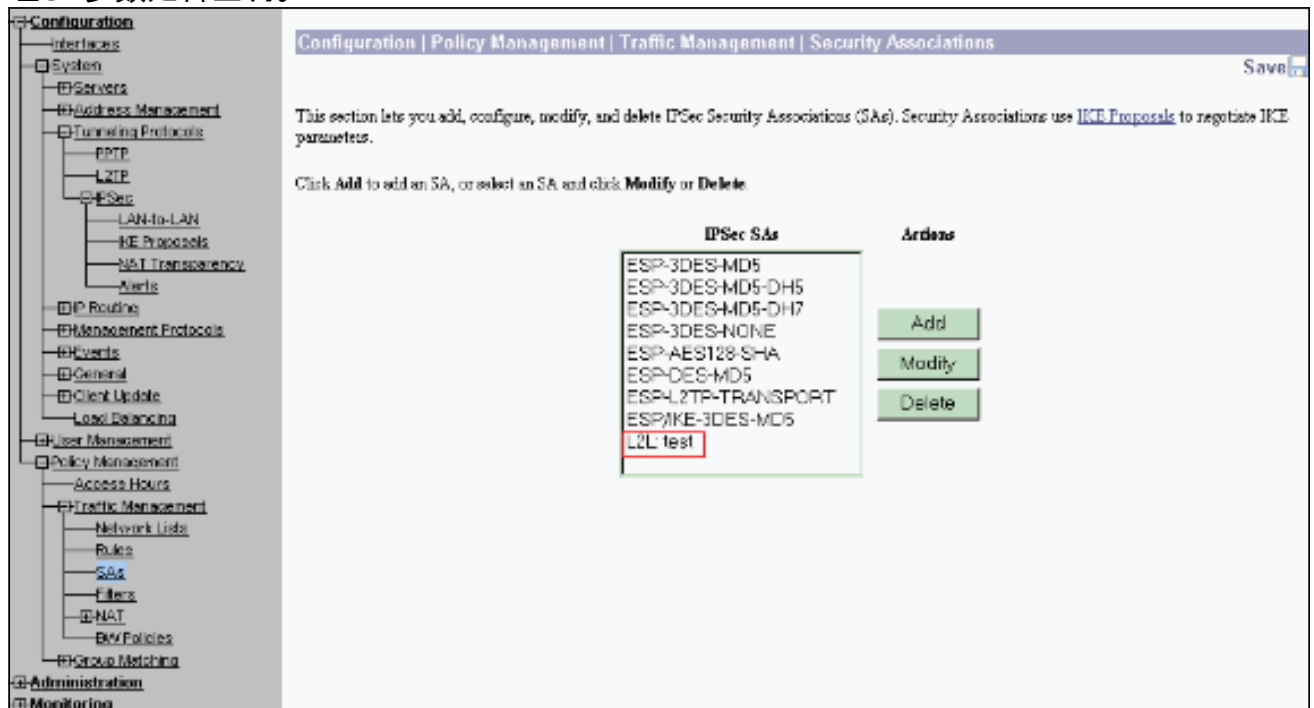 Configuration
Interfaces
System
Servers
Address Management
Tunneling Protocols
PPTP
L2TP
IPSec
LAN-to-LAN
IKE Proposals
NAT Transparency
Alerts
IP Routing
Management Protocols
Events
General
Client Update
Load Balancing
User Management
Policy Management
Access Hours
Traffic Management
Network Lists
Rules
SAs
Filters
NAT
BW Policies
Group Matching
Administration
Monitoring
Configuration | Policy Management | Traffic Management | Security Associations
Save
This section lets you add, configure, modify, and delete IPSec Security Associations (SAs). Security Associations use IKE Proposals to negotiate IKE
parameters.
Click Add to add an SA, or select an SA and click Modify or Delete.
IPSec SAs
Actions
ESP-3DES-MD5
ESP-3DES-MD5-DH5
ESP-3DES-MD5-DH7
ESP-3DES-NONE
ESP-AES128-SHA
ESP-DES-MD5
ESP-L2TP-TRANSPORT
ESP/IKE-3DES-MD5
L2L: test
Add
Modify
Delete